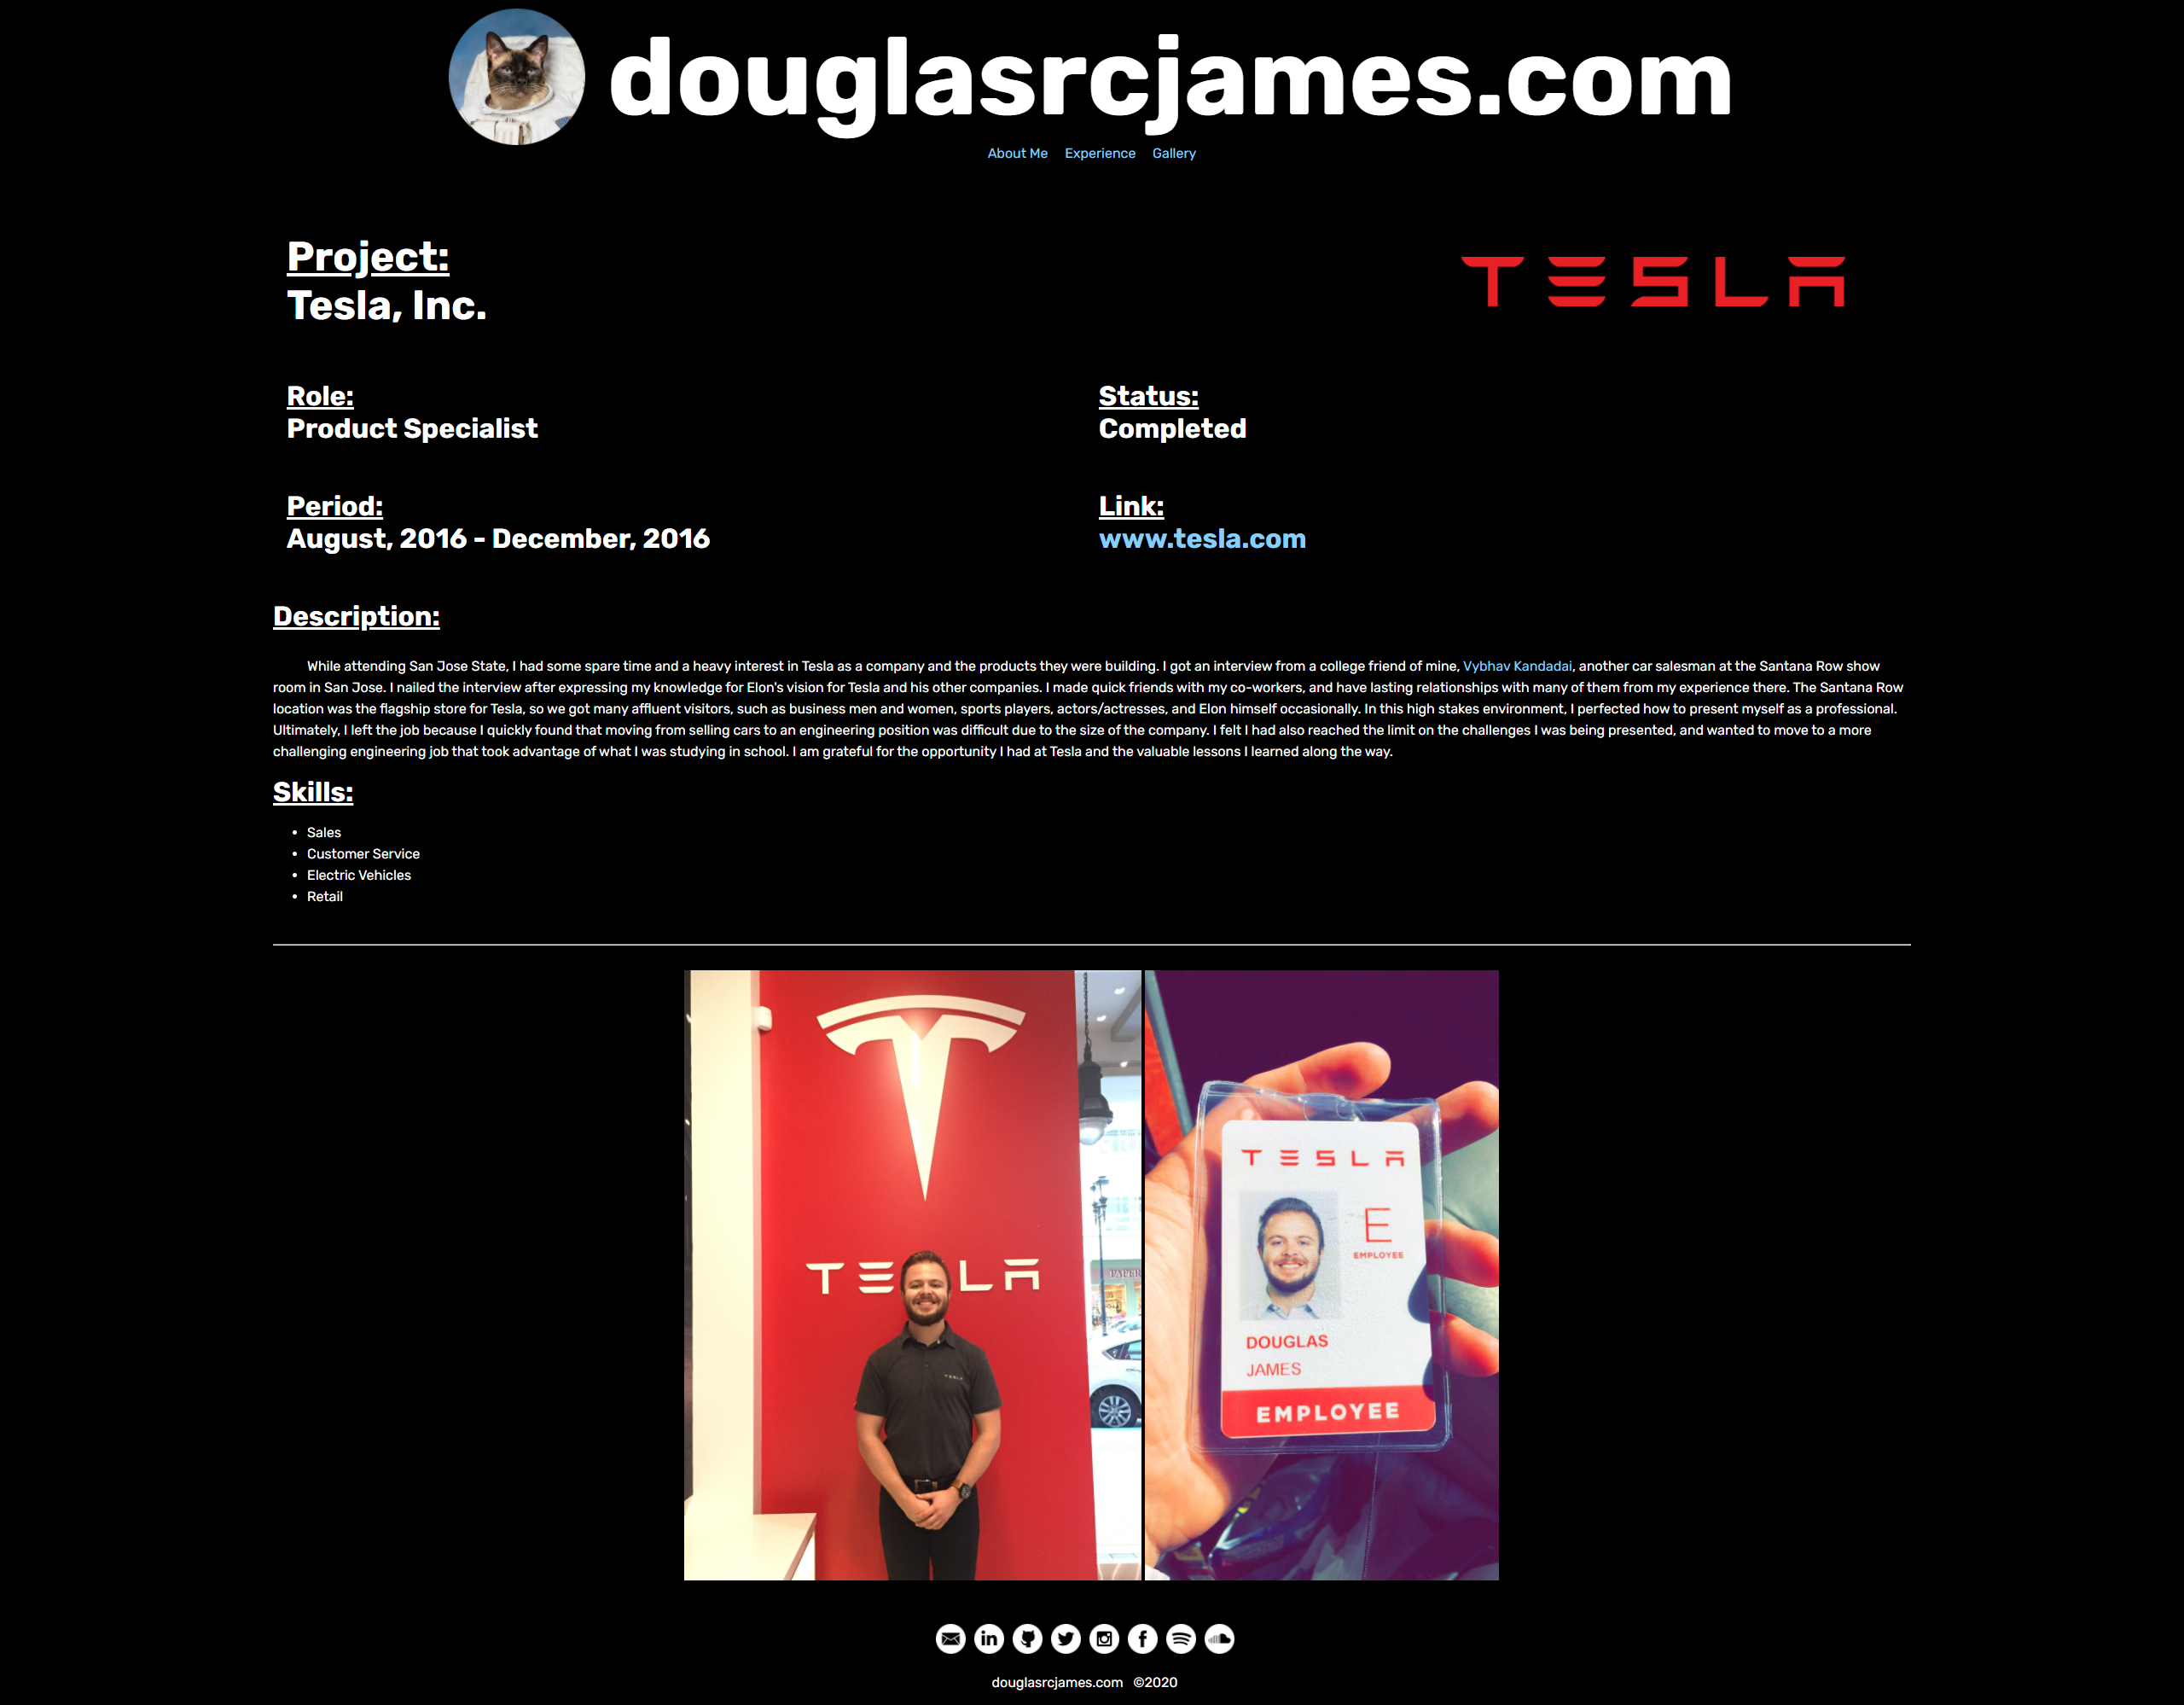 douglasrcjames.com
About Me Experience Gallery
Project:
Tesla, Inc.
TESLA
Role:
Product Specialist
Status:
Completed
Period:
August, 2016 - December, 2016
Link:
www.tesla.com
Description:
While attending San Jose State, I had some spare time and a heavy interest in Tesla as a company and the products they were building. I got an interview from a college friend of mine, Vybhav Kandadai, another car salesman at the Santana Row show
room in San Jose. I nailed the interview after expressing my knowledge for Elon's vision for Tesla and his other companies. I made quick friends with my co-workers, and have lasting relationships with many of them from my experience there. The Santana Row
location was the flagship store for Tesla, so we got many affluent visitors, such as business men and women, sports players, actors/actresses, and Elon himself occasionally. In this high stakes environment, I perfected how to present myself as a professional.
Ultimately, I left the job because I quickly found that moving from selling cars to an engineering position was difficult due to the size of the company. I felt I had also reached the limit on the challenges I was being presented, and wanted to move to a more
challenging engineering job that took advantage of what I was studying in school. I am grateful for the opportunity I had at Tesla and the valuable lessons I learned along the way.
Skills:
• Sales
• Customer Service
• Electric Vehicles
• Retail
TE LA
TESLA
TESLA
E
EMPLOYEE
DOUGLAS
JAMES
EMPLOYEE
douglasrcjames.com ©2020